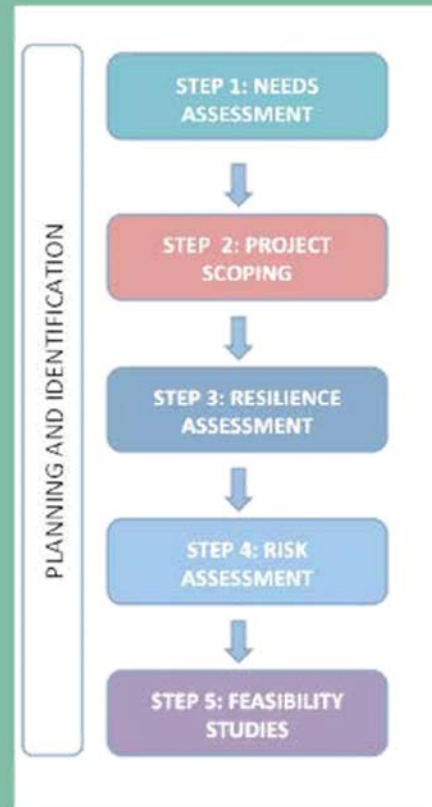 PLANNING AND IDENTIFICATION
STEP 1: NEEDS
ASSESSMENT
STEP 2: PROJECT
SCOPING
STEP 3: RESILIENCE
ASSESSMENT
STEP 4: RISK
ASSESSMENT
STEP 5: FEASIBILITY
STUDIES